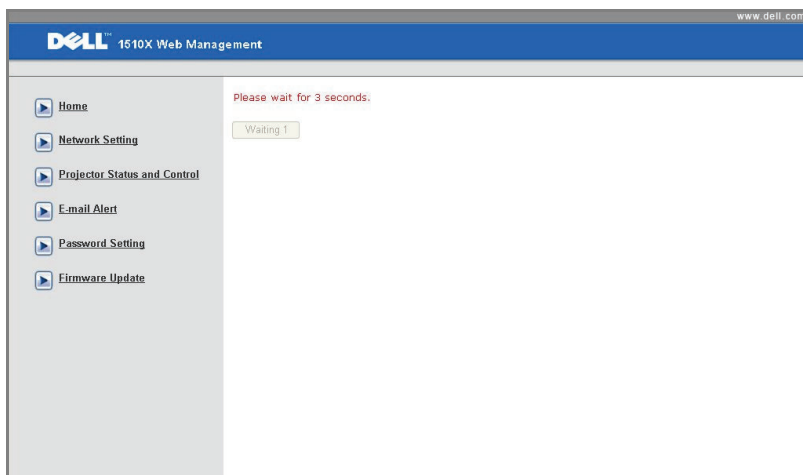 www.dell.com
DELL™ 1510X Web Management
Home
Network Setting
Projector Status and Control
E-mail Alert
Password Setting
Firmware Update
Please wait for 3 seconds.
Waiting 1